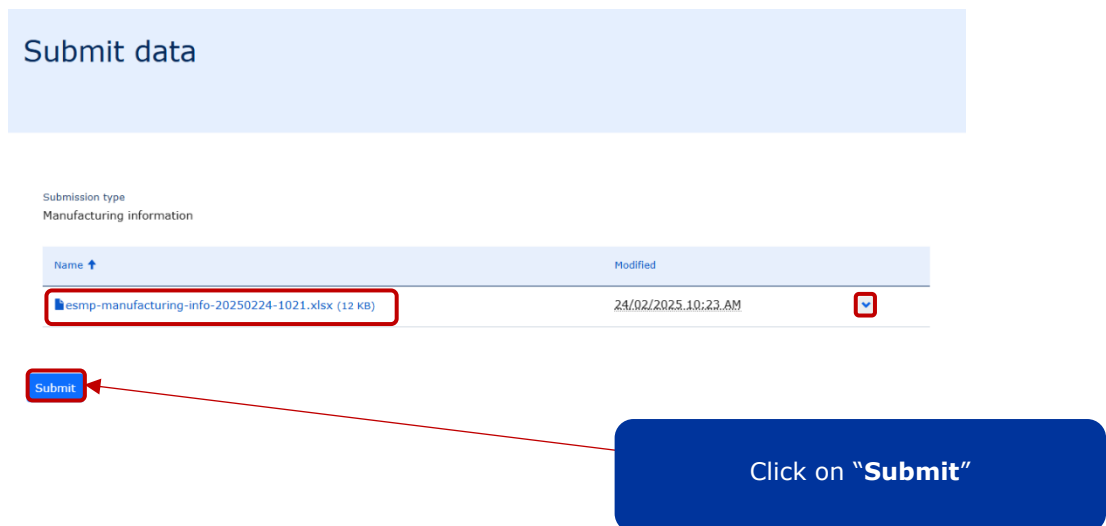 Submit data
Submission type
Manufacturing information
Name Modified
esmp-manufacturing-info-20250224-1021.xlsx (12 KB) 24/02/2025 10:23 AM
Submit
Click on “Submit”